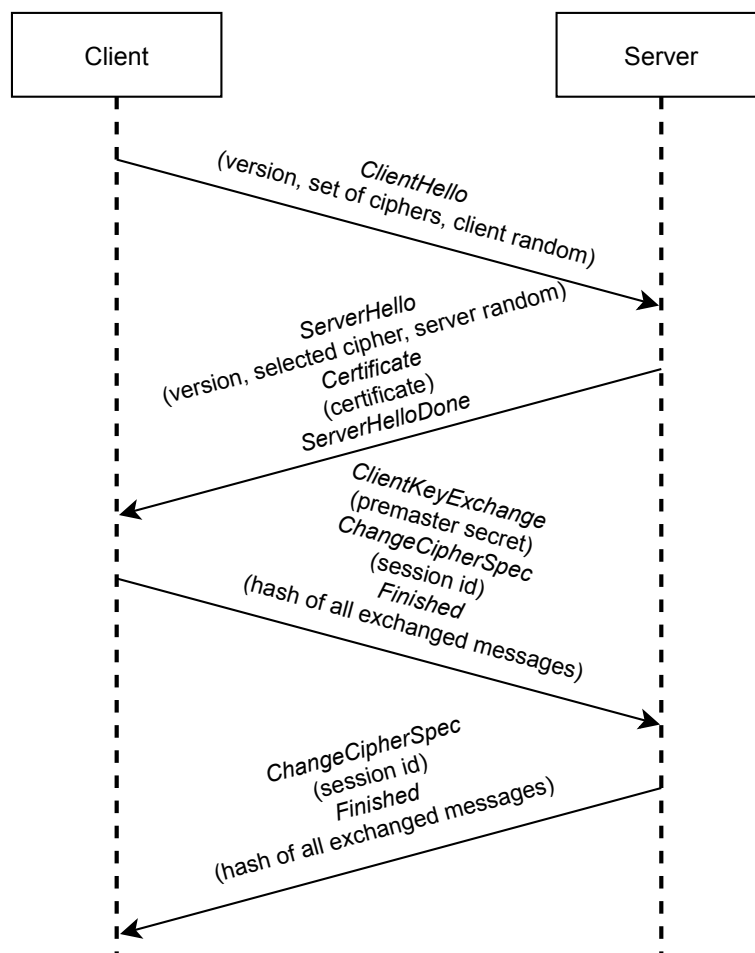 Client
Server
ClientHello
(version, set of ciphers, client random)
ServerHello
(version, selected cipher, server random)
Certificate
(certificate)
ServerHelloDone
ClientKeyExchange
(premaster secret)
ChangeCipherSpec
(session id)
Finished
(hash of all exchanged messages)
ChangeCipherSpec
(session id)
Finished
(hash of all exchanged messages)